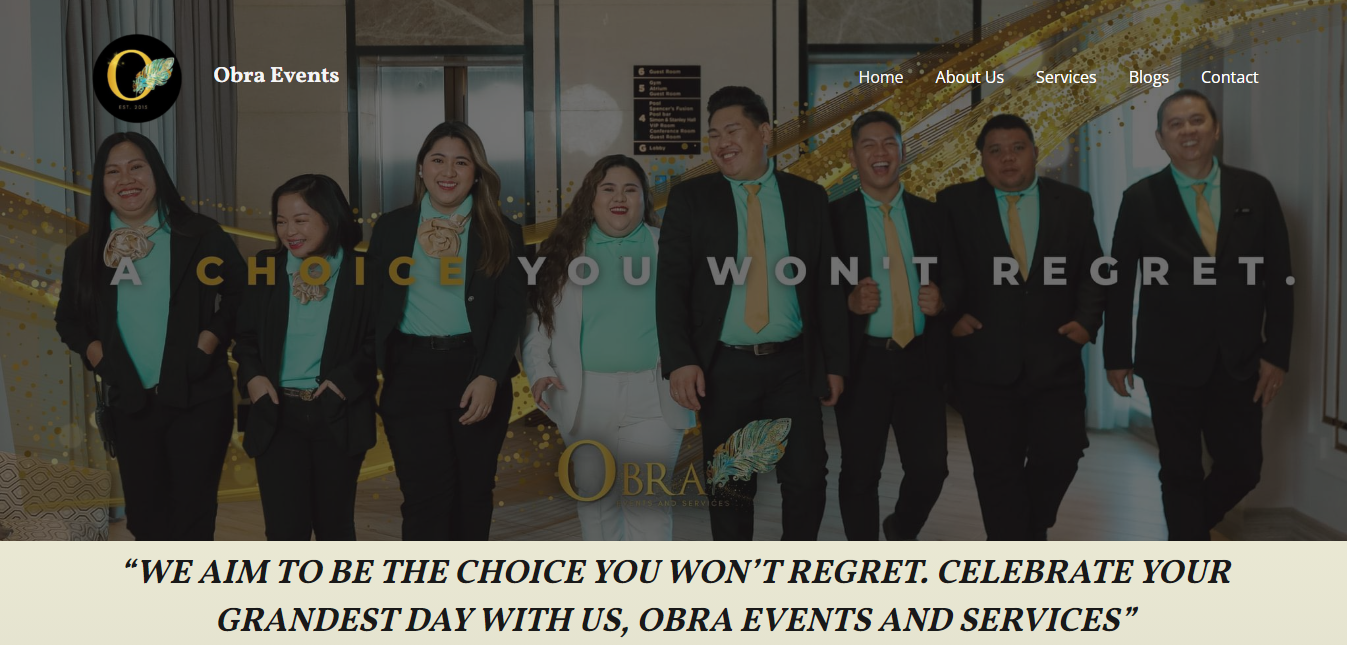 O
EST. 2013
Obra Events
Home
About Us
Services
Blogs
Contact
6 Guest Room
5 Gym
Atrium
Guest Room
4 Pool
Spencer's Fusion
Pool bar
Simon & Stanley Hall
VIP Room
Conference Room
Guest Room
G Lobby
A CHOICE YOU WON'T REGRET.
OBRA
AND SERVICES
“WE AIM TO BE THE CHOICE YOU WON’T REGRET. CELEBRATE YOUR
GRANDEST DAY WITH US, OBRA EVENTS AND SERVICES”